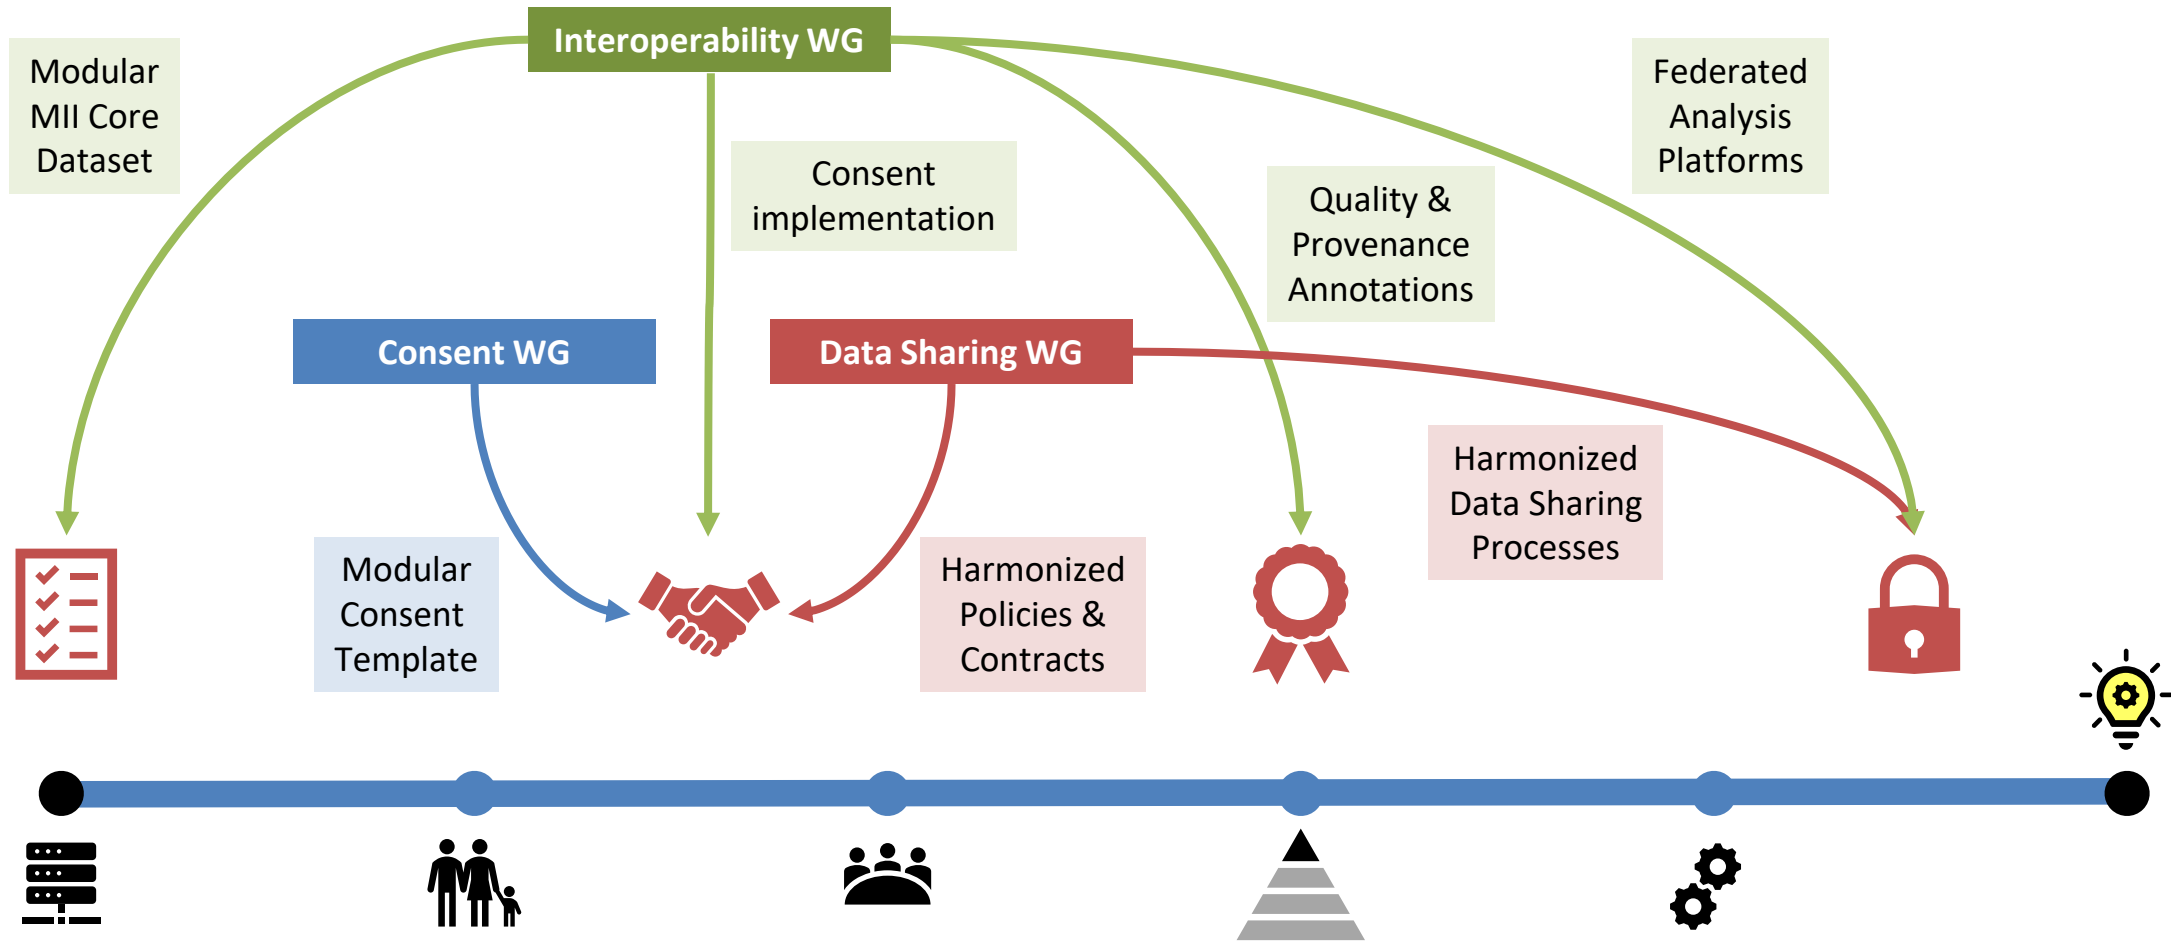 Interoperability WG
Modular
MII Core
Dataset
Federated
Analysis
Platforms
Consent
implementation
Quality &
Provenance
Annotations
Consent WG
Data Sharing WG
Harmonized
Data Sharing
Processes
Modular
Consent
Template
Harmonized
Policies &
Contracts